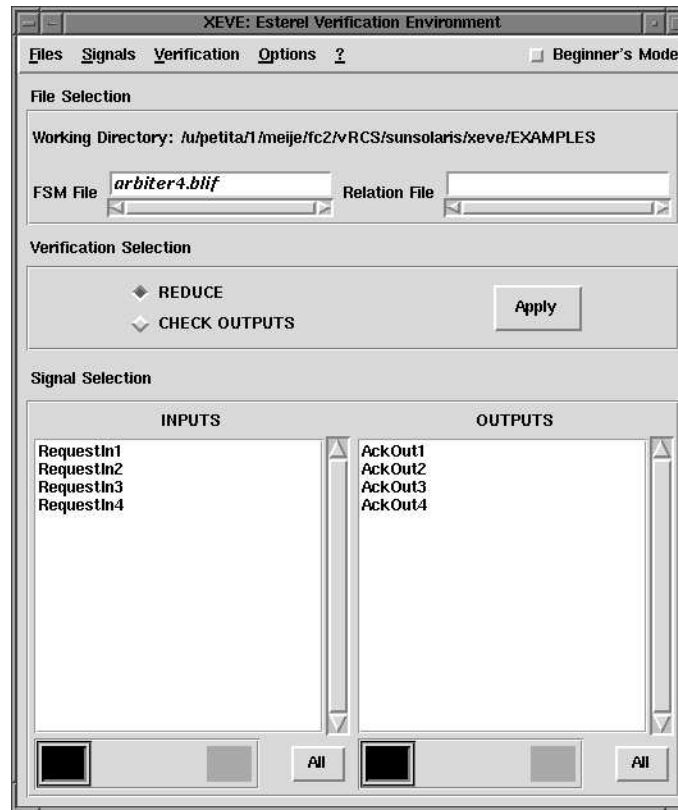 XEVE: Esterel Verification Environment
Files Signals Verification Options ? Beginner's Mode
File Selection
Working Directory: /u/petita/1/meije/fc2/vRCS/sunsolaris/xeve/EXAMPLES
FSM File arbiter4.blif Relation File
Verification Selection
REDUCE
CHECK OUTPUTS
Apply
Signal Selection
INPUTS OUTPUTS
RequestIn1 AckOut1
RequestIn2 AckOut2
RequestIn3 AckOut3
RequestIn4 AckOut4
All All